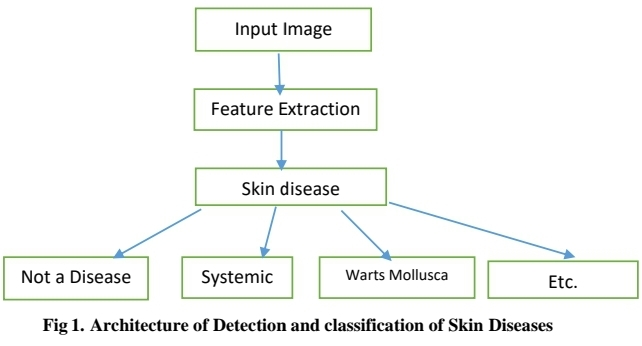 Input Image
Feature Extraction
Skin disease
Not a Disease
Systemic
Warts Mollusca
Etc.
Fig 1. Architecture of Detection and classification of Skin Diseases